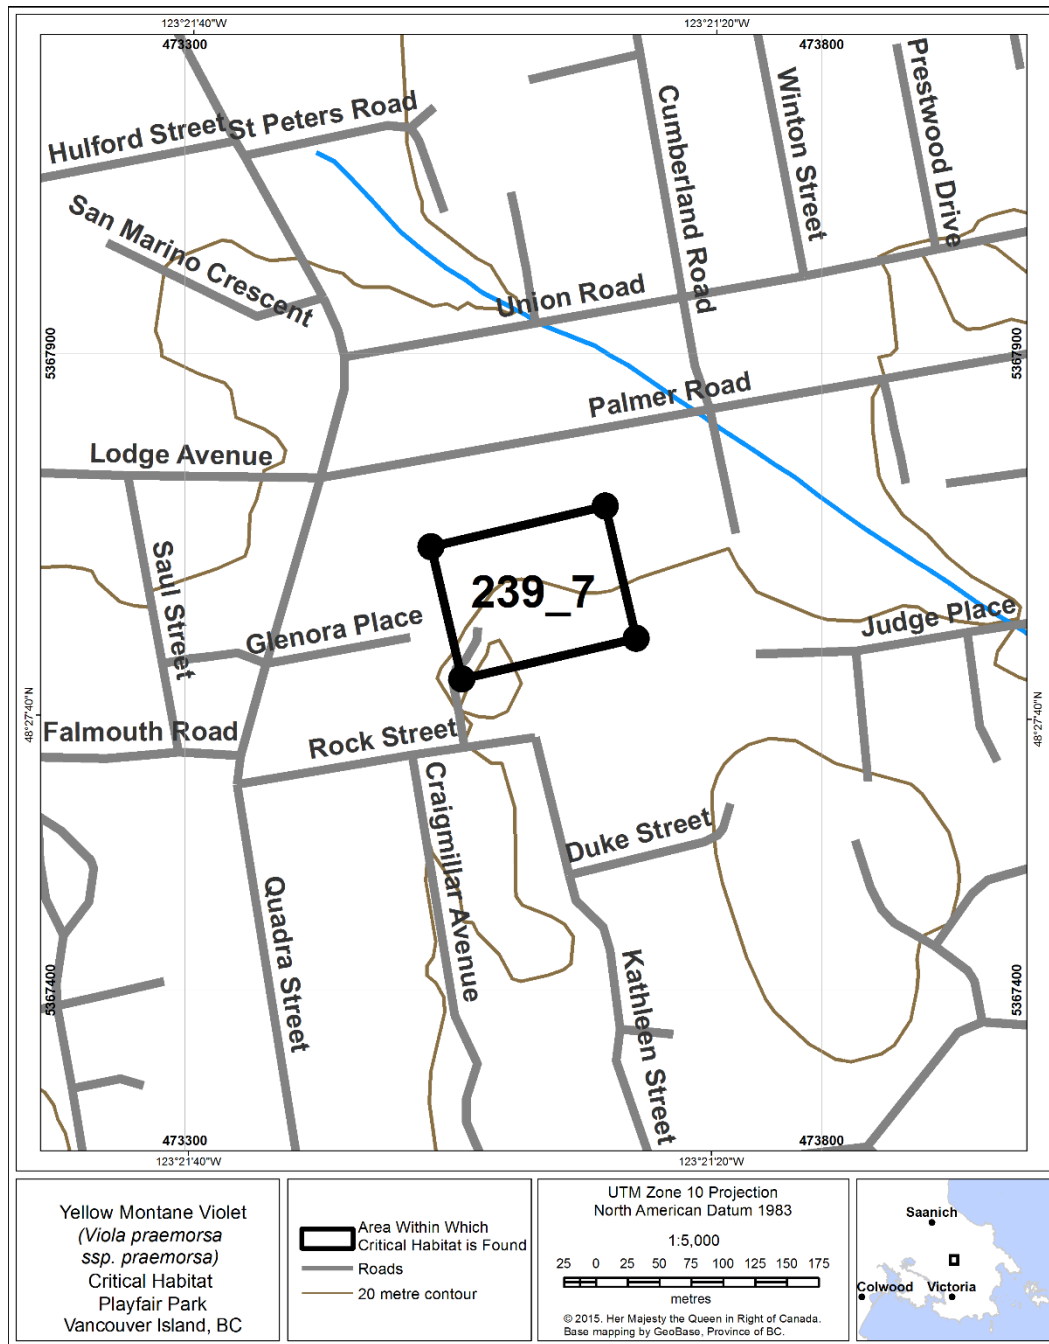 123°21'40"W
123°21'20"W
473300
473800
Hulford Street
St Peters Road
Cumberland Road
Winton Street
Prestwood Drive
San Marino Crescent
Union Road
5367900
5367900
Palmer Road
Lodge Avenue
Saul Street
239_7
Glenora Place
Judge Place
48°27'40"N
48°27'40"N
Falmouth Road
Rock Street
Craigmillar Avenue
Duke Street
Quadra Street
Kathleen Street
5367400
5367400
473300
473800
123°21'40"W
123°21'20"W
Yellow Montane Violet
(Viola praemorsa
ssp. praemorsa)
Critical Habitat
Playfair Park
Vancouver Island, BC
Area Within Which
Critical Habitat is Found
Roads
20 metre contour
UTM Zone 10 Projection
North American Datum 1983
1:5,000
25 0 25 50 75 100 125 150 175
metres
© 2015. Her Majesty the Queen in Right of Canada.
Base mapping by GeoBase, Province of BC.
Saanich
Colwood
Victoria